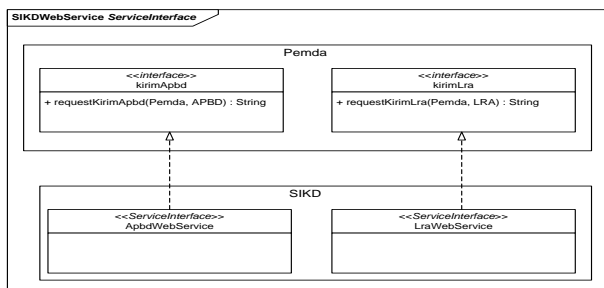 SIKDWebService ServiceInterface
Pemda
<<interface>>
kirimApbd
+ requestKirimApbd(Pemda, APBD) : String
<<interface>>
kirimLra
+ requestKirimLra(Pemda, LRA) : String
SIKD
<<ServiceInterface>>
ApbdWebService
<<ServiceInterface>>
LraWebService